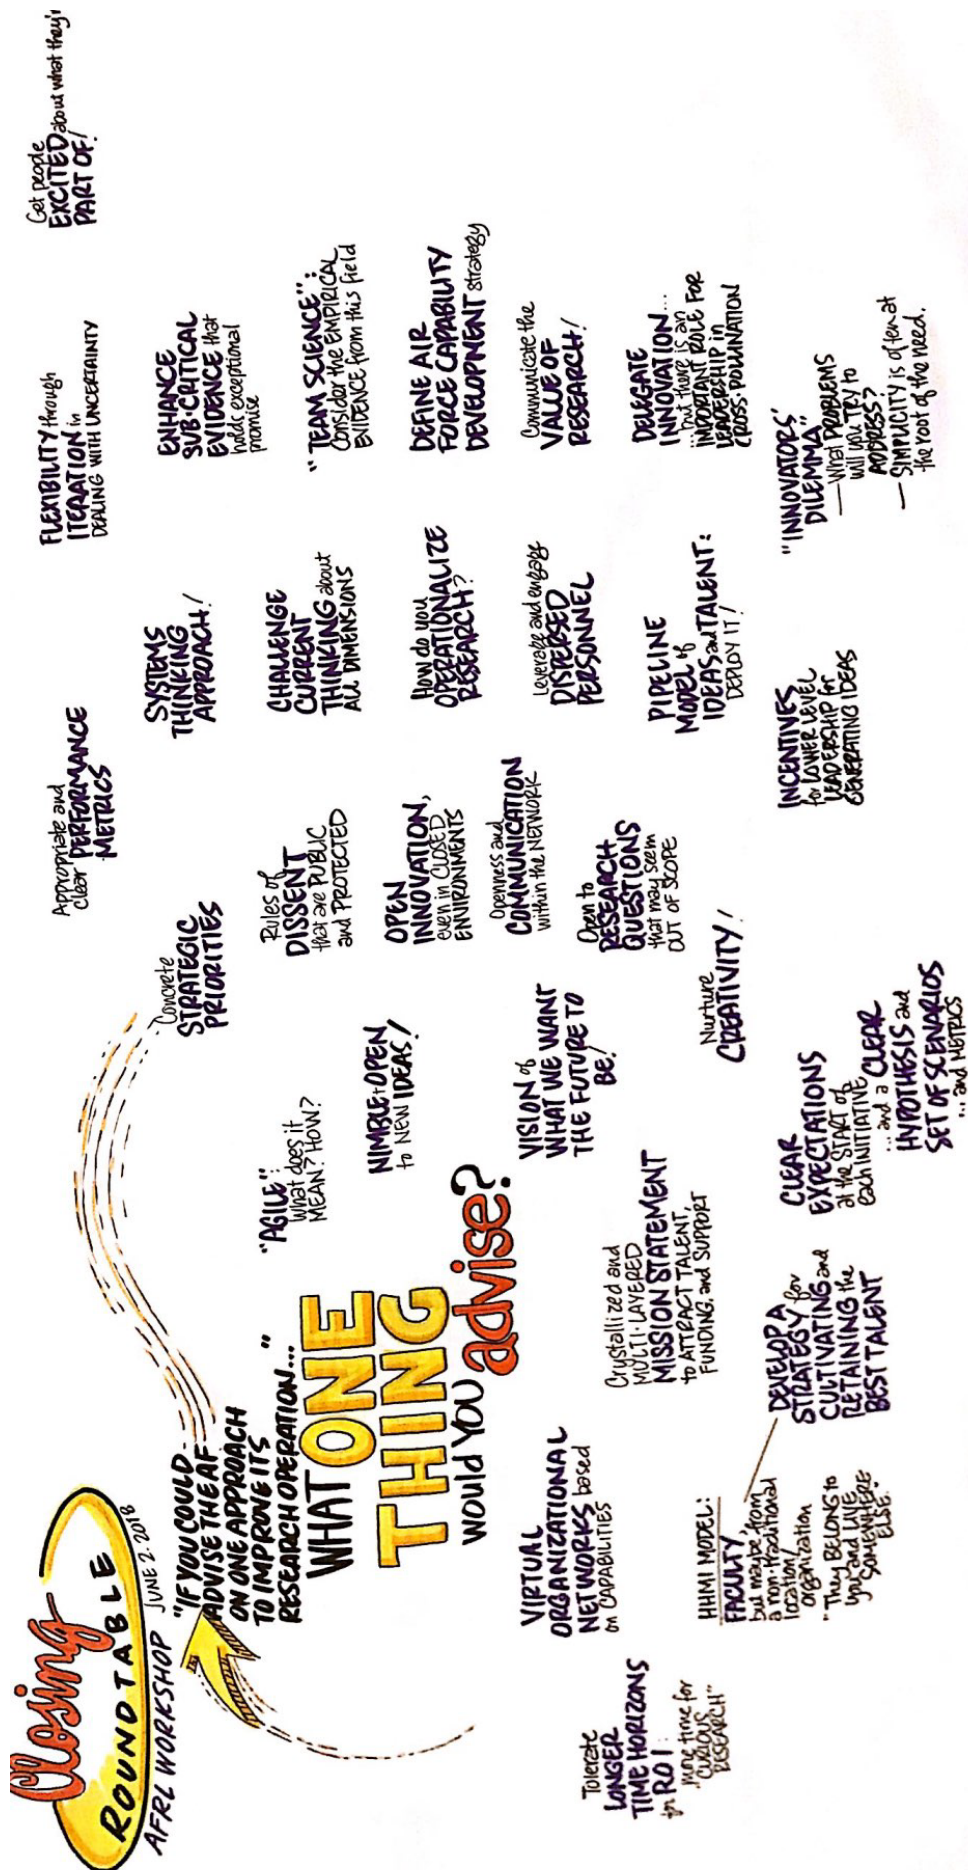 Closing
ROUNDTABLE
AFRL WORKSHOP JUNE 2.2018
"IF YOU COULD
ADVISE THE AF
ON ONE APPROACH
TO IMPROVE ITS
RESEARCH OPERATION..."
WHAT ONE
THING
WOULD YOU advise?
Concrete
STRATEGIC
PRIORITIES
Appropriate and
clear PERFORMANCE
METRICS
FLEXIBILITY through
ITERATION in
DEALING WITH UNCERTAINTY
Get people
EXCITED about what they'r
PART OF!
"AGILE":
What does it
MEAN? HOW?
NIMBLE + OPEN
to NEW IDEAS!
VISION of
WHAT WE WANT
THE FUTURE TO
BE!
Rules of
DISSENT
that are PUBLIC
and PROTECTED
OPEN
INNOVATION,
even in CLOSED
ENVIRONMENTS
Openness and
COMMUNICATION
within the NETWORK
Open to
RESEARCH
QUESTIONS
that may seem
OUT OF SCOPE
Nurture
CREATIVITY!
SYSTEMS
THINKING
APPROACH!
CHALLENGE
CURRENT
THINKING about
ALL DIMENSIONS
How do you
OPERATIONALIZE
RESEARCH?
Leverage and engage
DISPERSED
PERSONNEL
PIPELINE
MODEL of
IDEAS and TALENT:
DEPLOY IT!
INCENTIVES
for LOWER LEVEL
LEADERSHIP for
GENERATING IDEAS
ENHANCE
SUB-CRITICAL
EVIDENCE that
holds exceptional
promise
"TEAM SCIENCE":
Consider the EMPIRICAL
EVIDENCE from this field
DEFINE AIR
FORCE CAPABILITY
DEVELOPMENT strategy
Communicate the
VALUE OF
RESEARCH!
DELEGATE
INNOVATION...
...but there is an
IMPORTANT ROLE FOR
LEADERSHIP in
CROSS-POLLINATION
"INNOVATORS'
DILEMMA"
— What PROBLEMS
will you TRY to
ADDRESS?
— SIMPLICITY is often at
the root of the need.
Tolerate
LONGER
TIME HORIZONS
for ROI:
"more time for
CURIOUS
RESEARCH"
VIRTUAL
ORGANIZATIONAL
NETWORKS based
on CAPABILITIES
HHMI MODEL:
FACULTY
but maybe from
a non-traditional
location/
organization
"They BELONG to
you and LIVE
SOMEWHERE
ELSE."
Crystallized and
MULTI-LAYERED
MISSION STATEMENT
to ATTRACT TALENT,
FUNDING, and SUPPORT
DEVELOP A
STRATEGY for
CULTIVATING and
RETAINING the
BEST TALENT
CLEAR
EXPECTATIONS
at the START of
each INITIATIVE
...and a CLEAR
HYPOTHESIS and
SET OF SCENARIOS
...and METRICS